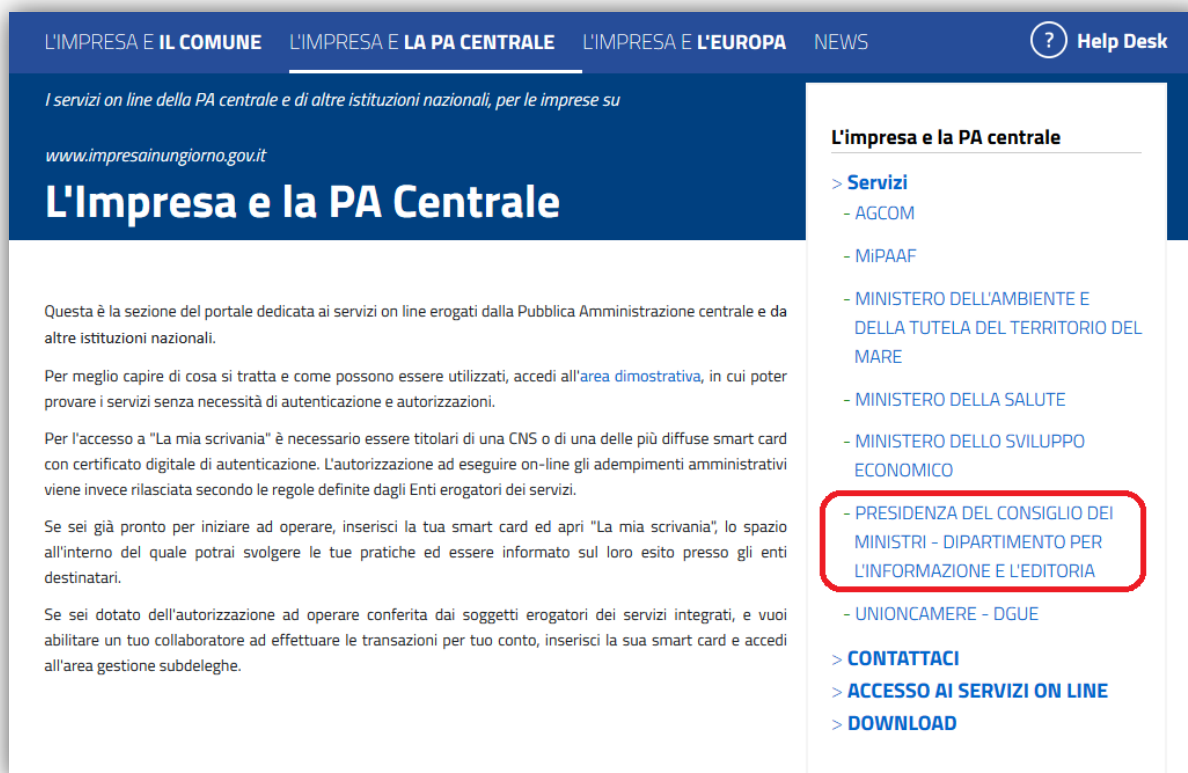 L'IMPRESA E IL COMUNE L'IMPRESA E LA PA CENTRALE L'IMPRESA E L'EUROPA NEWS ? Help Desk
I servizi on line della PA centrale e di altre istituzioni nazionali, per le imprese su
www.impresainungiorno.gov.it
L'Impresa e la PA Centrale
Questa è la sezione del portale dedicata ai servizi on line erogati dalla Pubblica Amministrazione centrale e da
altre istituzioni nazionali.
Per meglio capire di cosa si tratta e come possono essere utilizzati, accedi all'area dimostrativa, in cui poter
provare i servizi senza necessità di autenticazione e autorizzazioni.
Per l'accesso a "La mia scrivania" è necessario essere titolari di una CNS o di una delle più diffuse smart card
con certificato digitale di autenticazione. L'autorizzazione ad eseguire on-line gli adempimenti amministrativi
viene invece rilasciata secondo le regole definite dagli Enti erogatori dei servizi.
Se sei già pronto per iniziare ad operare, inserisci la tua smart card ed apri "La mia scrivania", lo spazio
all'interno del quale potrai svolgere le tue pratiche ed essere informato sul loro esito presso gli enti
destinatari.
Se sei dotato dell'autorizzazione ad operare conferita dai soggetti erogatori dei servizi integrati, e vuoi
abilitare un tuo collaboratore ad effettuare le transazioni per tuo conto, inserisci la sua smart card e accedi
all'area gestione subdeleghe.
L'impresa e la PA centrale
> Servizi
- AGCOM
- MiPAAF
- MINISTERO DELL'AMBIENTE E
DELLA TUTELA DEL TERRITORIO DEL
MARE
- MINISTERO DELLA SALUTE
- MINISTERO DELLO SVILUPPO
ECONOMICO
- PRESIDENZA DEL CONSIGLIO DEI
MINISTRI - DIPARTIMENTO PER
L'INFORMAZIONE E L'EDITORIA
- UNIONCAMERE - DGUE
> CONTATTACI
> ACCESSO AI SERVIZI ON LINE
> DOWNLOAD